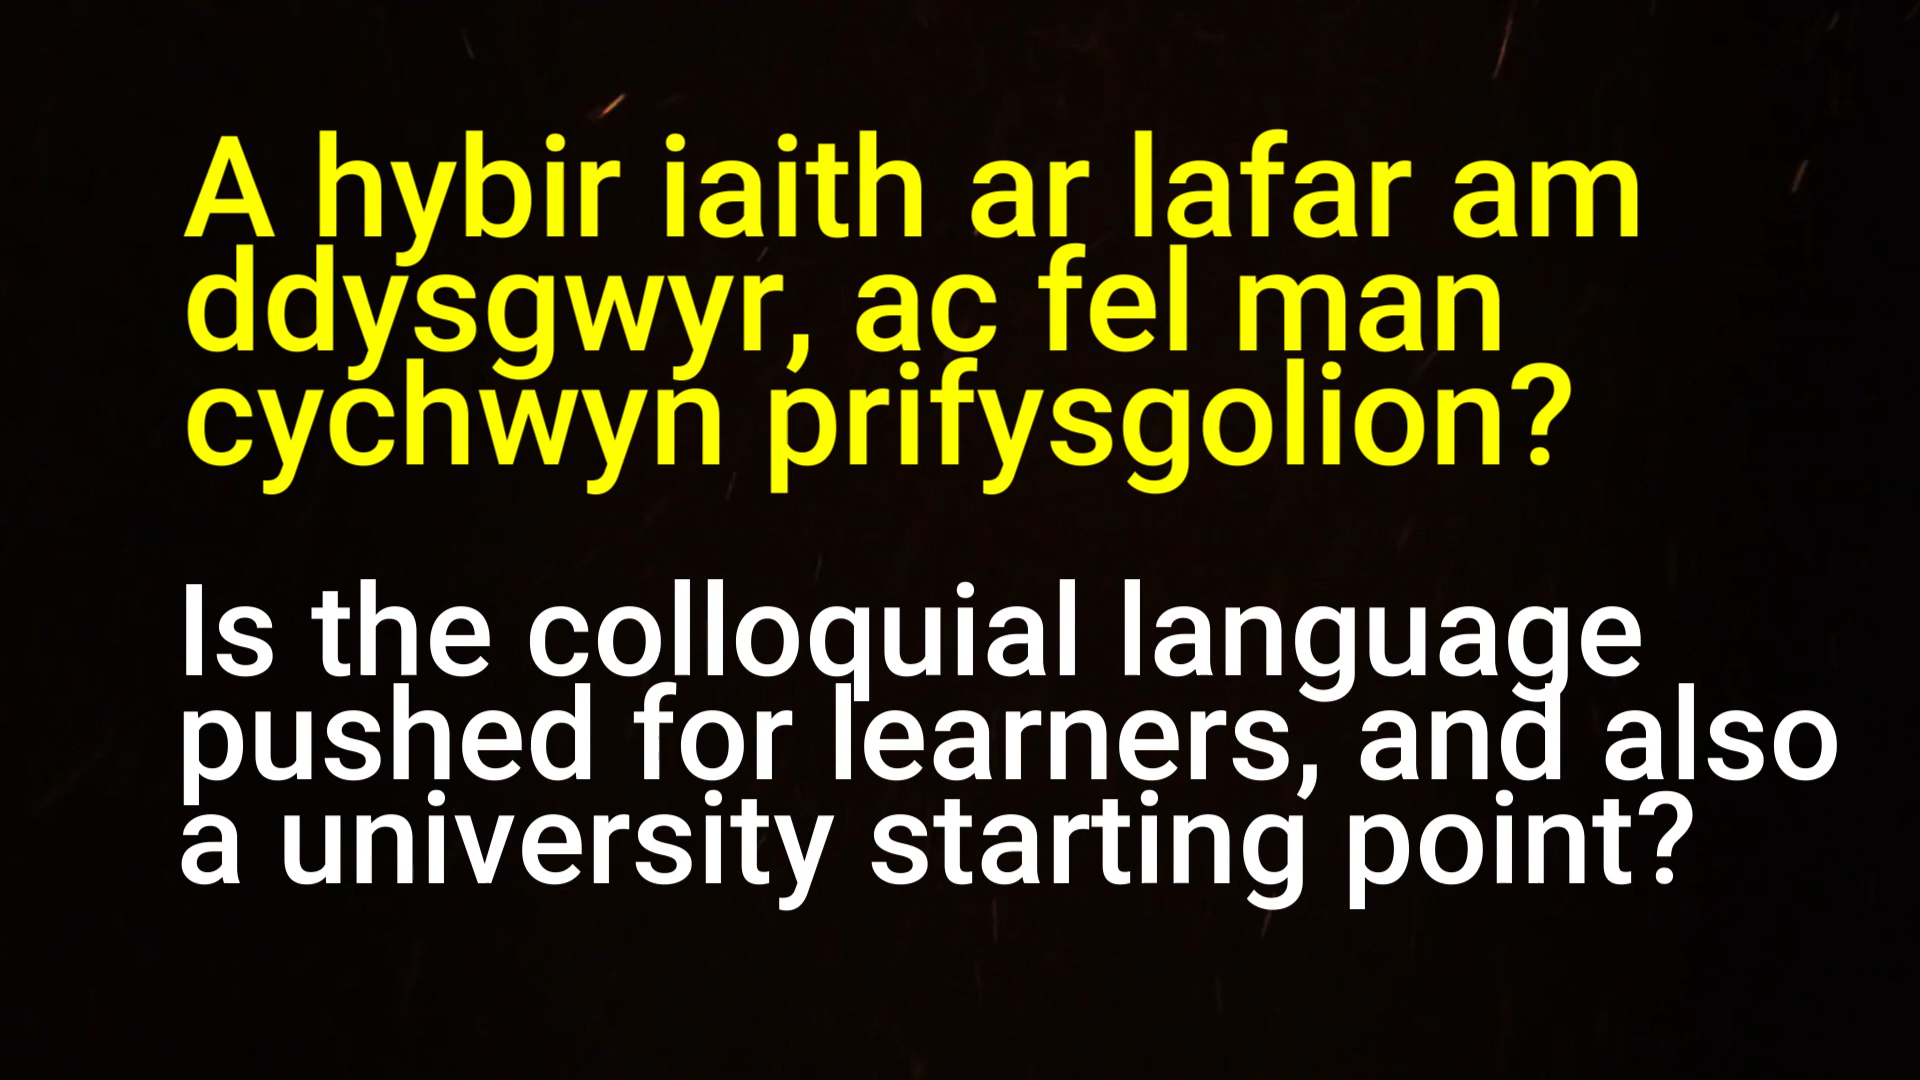 A hybir iaith ar lafar am
ddysgwyr, ac fel man
cychwyn prifysgolion?
Is the colloquial language
pushed for learners, and also
a university starting point?